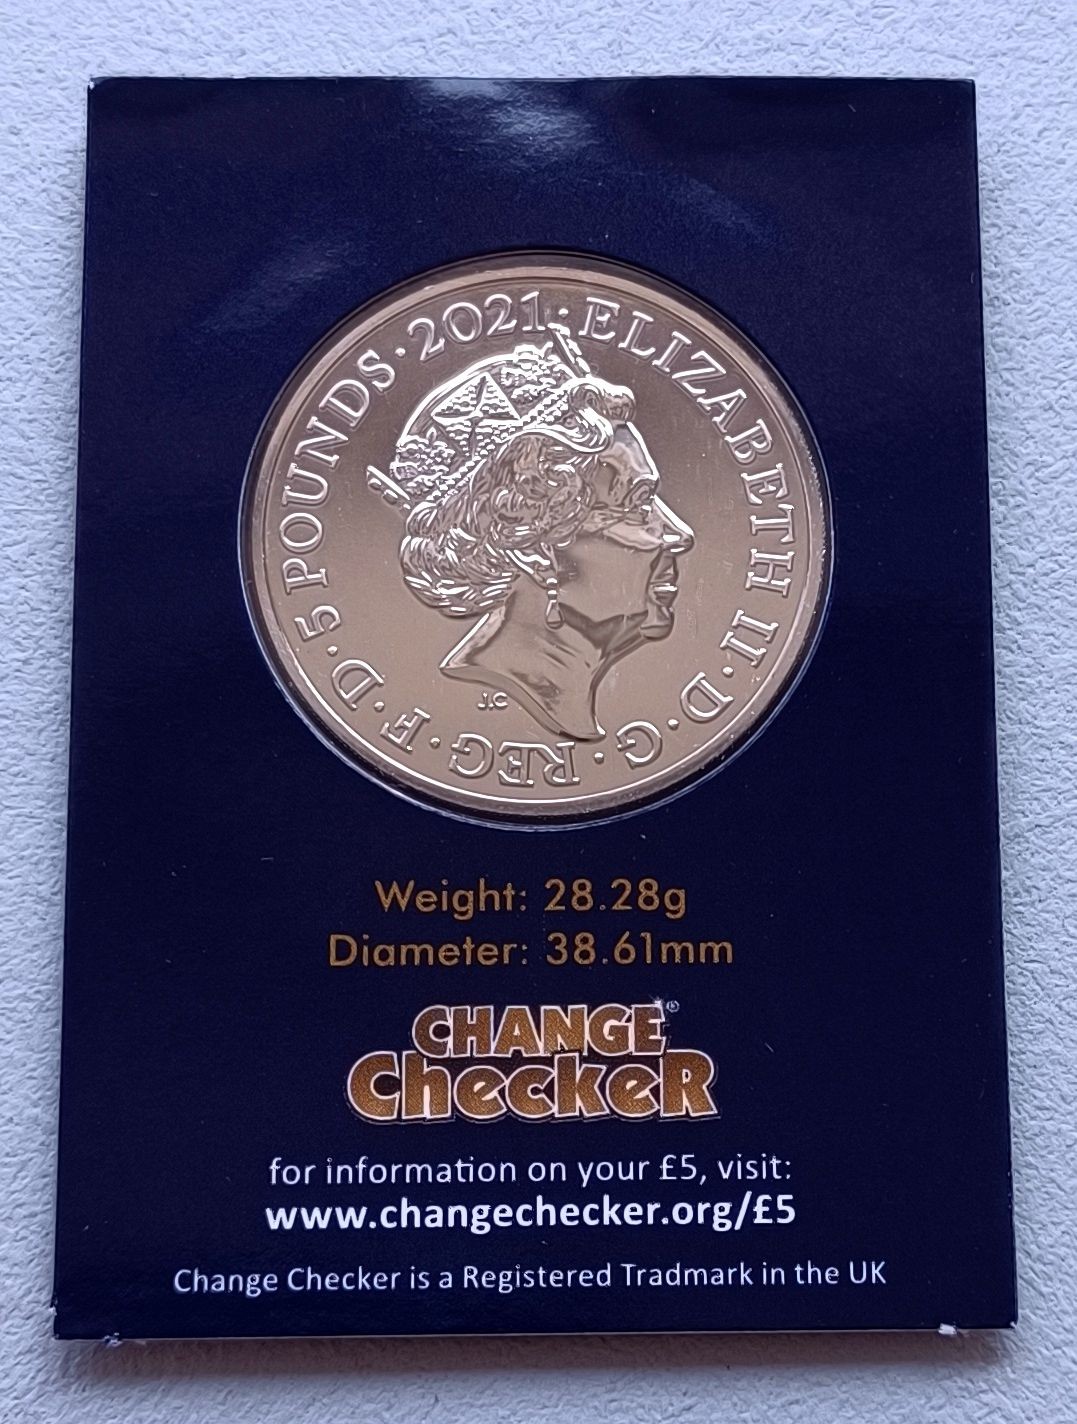 ELIZABETH II · D · G · REG · F · D · 5 POUNDS · 2021 ·
J.C
Weight: 28.28g
Diameter: 38.61mm
CHANGE
CheckeR
for information on your £5, visit:
www.changechecker.org/£5
Change Checker is a Registered Tradmark in the UK